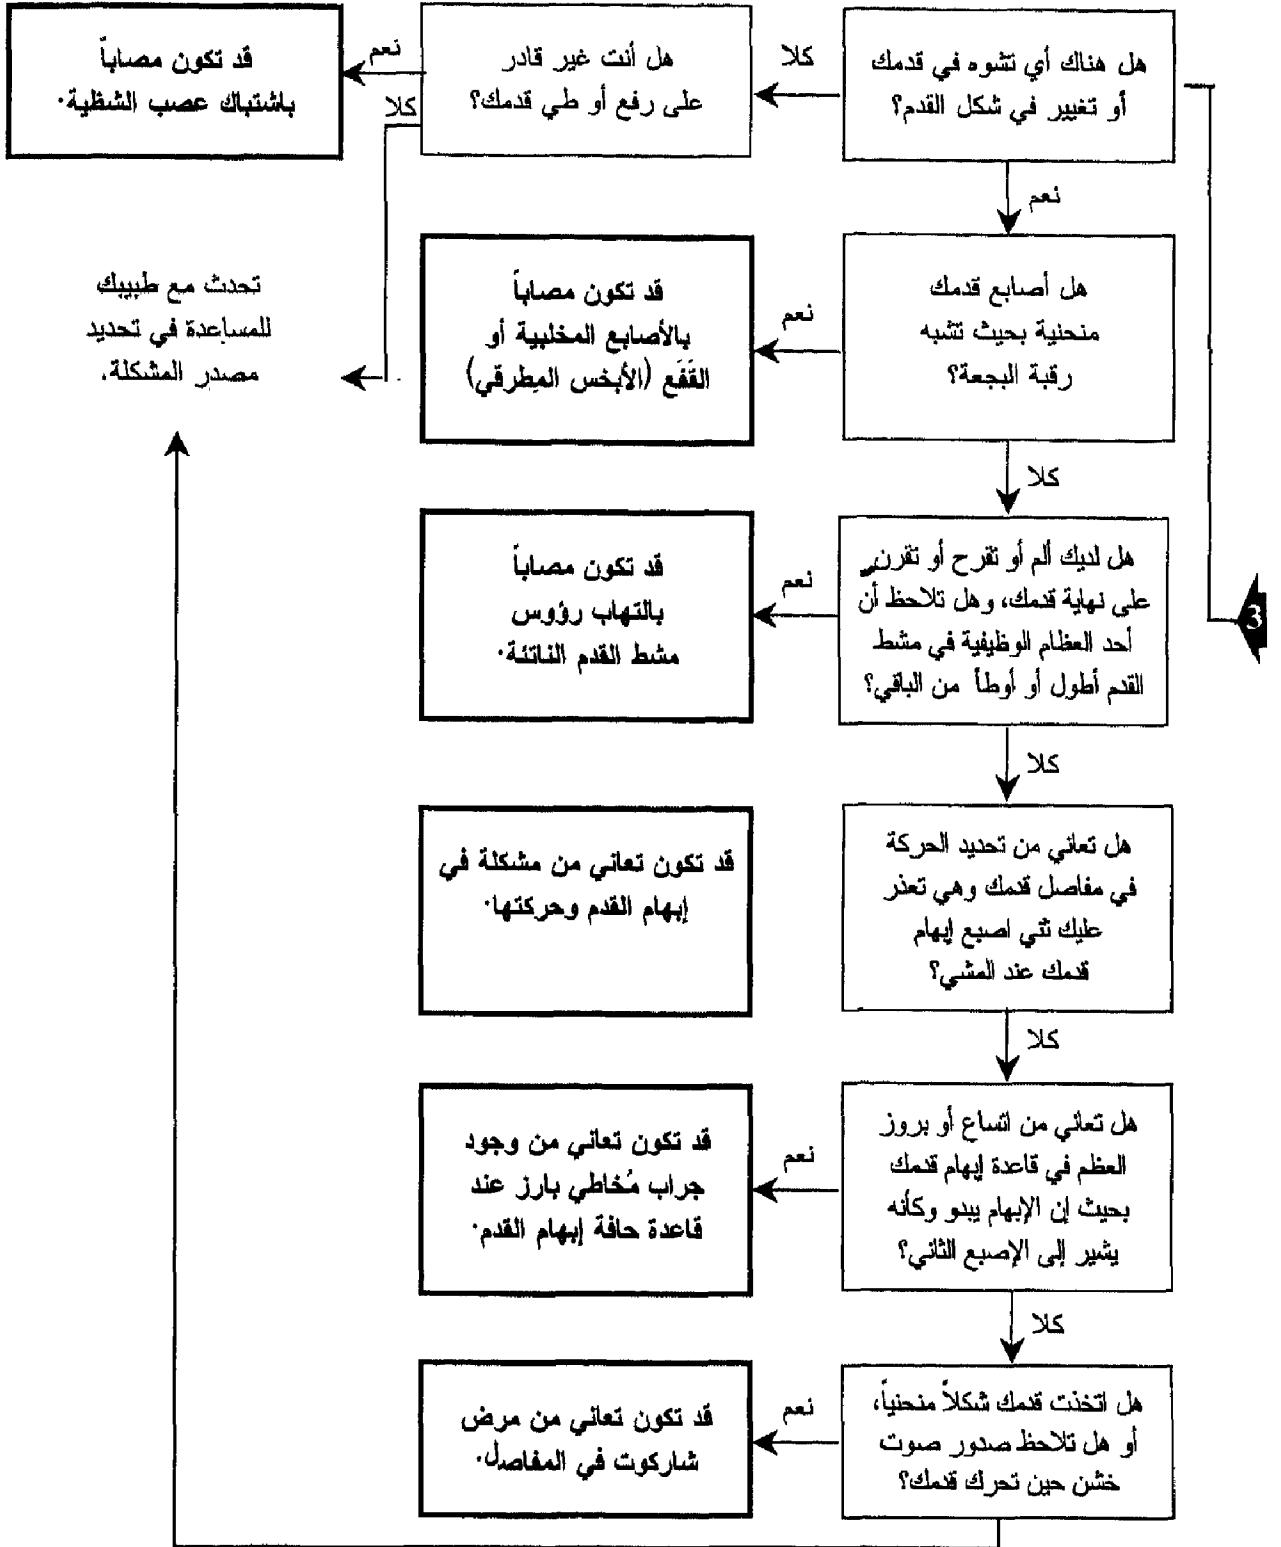 هل هناك أي تشوه في قدمك
أو تغيير في شكل القدم؟
كلا
هل أنت غير قادر
على رفع أو طي قدمك؟
نعم
كلا
قد تكون مصاباً
باشتباك عصب الشظية.
نعم
هل أصابع قدمك
منحنية بحيث تشبه
رقبة البجعة؟
نعم
قد تكون مصاباً
بالأصابع المخلبية أو
القَفَع (الأبخس المِطرقي)
تحدث مع طبيبك
للمساعدة في تحديد
مصدر المشكلة.
كلا
هل لديك ألم أو تقرح أو تقرن
على نهاية قدمك، وهل تلاحظ أن
أحد العظام الوظيفية في مشط
القدم أطول أو أوطأ من الباقي؟
نعم
قد تكون مصاباً
بالتهاب رؤوس
مشط القدم الناتئة.
3
كلا
هل تعاني من تحديد الحركة
في مفاصل قدمك وهي تعذر
عليك ثني اصبع إبهام
قدمك عند المشي؟
قد تكون تعاني من مشكلة في
إبهام القدم وحركتها.
كلا
هل تعاني من اتساع أو بروز
العظم في قاعدة إبهام قدمك
بحيث إن الإبهام يبدو وكأنه
يشير إلى الإصبع الثاني؟
نعم
قد تكون تعاني من وجود
جراب مُخاطي بارز عند
قاعدة حافة إبهام القدم.
كلا
هل اتخذت قدمك شكلاً منحنياً،
أو هل تلاحظ صدور صوت
خشن حين تحرك قدمك؟
نعم
قد تكون تعاني من مرض
شاركوت في المفاصل.